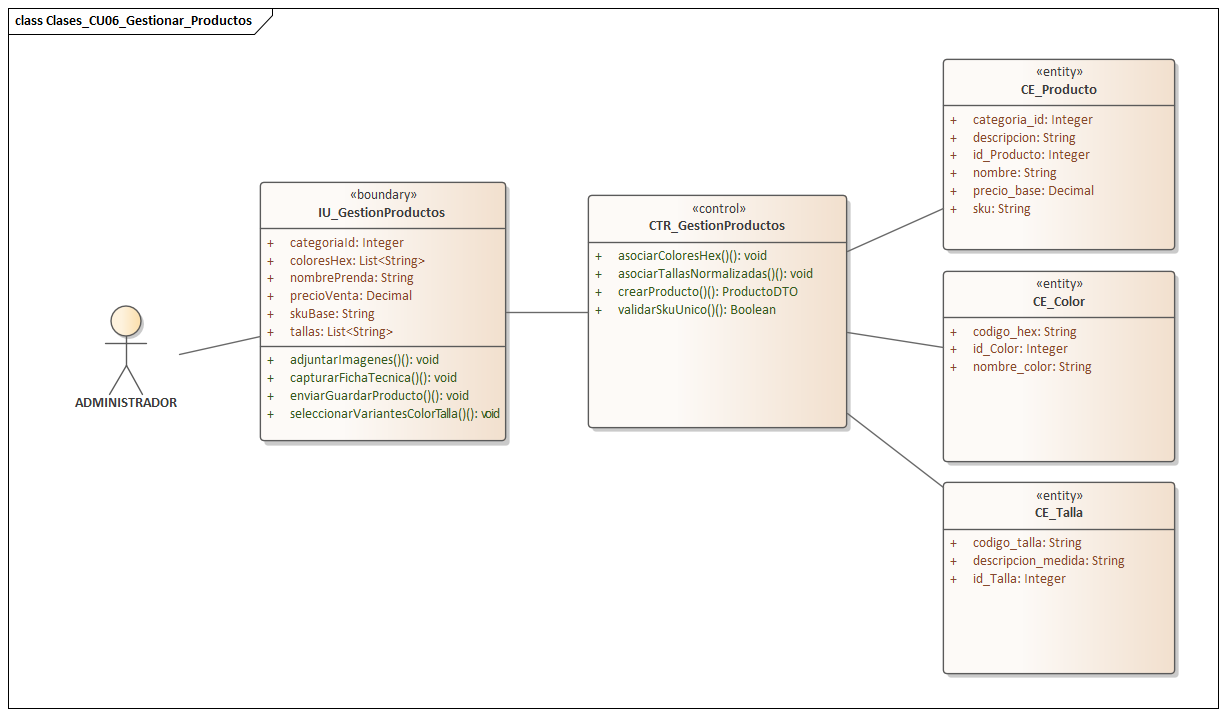 class Clases_CU06_Gestionar_Productos
ADMINISTRADOR
«boundary»
IU_GestionProductos
+ categoriaId: Integer
+ coloresHex: List<String>
+ nombrePrenda: String
+ precioVenta: Decimal
+ skuBase: String
+ tallas: List<String>
+ adjuntarImagenes()(): void
+ capturarFichaTecnica()(): void
+ enviarGuardarProducto()(): void
+ seleccionarVariantesColorTalla()(): void
«control»
CTR_GestionProductos
+ asociarColoresHex()(): void
+ asociarTallasNormalizadas()(): void
+ crearProducto()(): ProductoDTO
+ validarSkuUnico()(): Boolean
«entity»
CE_Producto
+ categoria_id: Integer
+ descripcion: String
+ id_Producto: Integer
+ nombre: String
+ precio_base: Decimal
+ sku: String
«entity»
CE_Color
+ codigo_hex: String
+ id_Color: Integer
+ nombre_color: String
«entity»
CE_Talla
+ codigo_talla: String
+ descripcion_medida: String
+ id_Talla: Integer